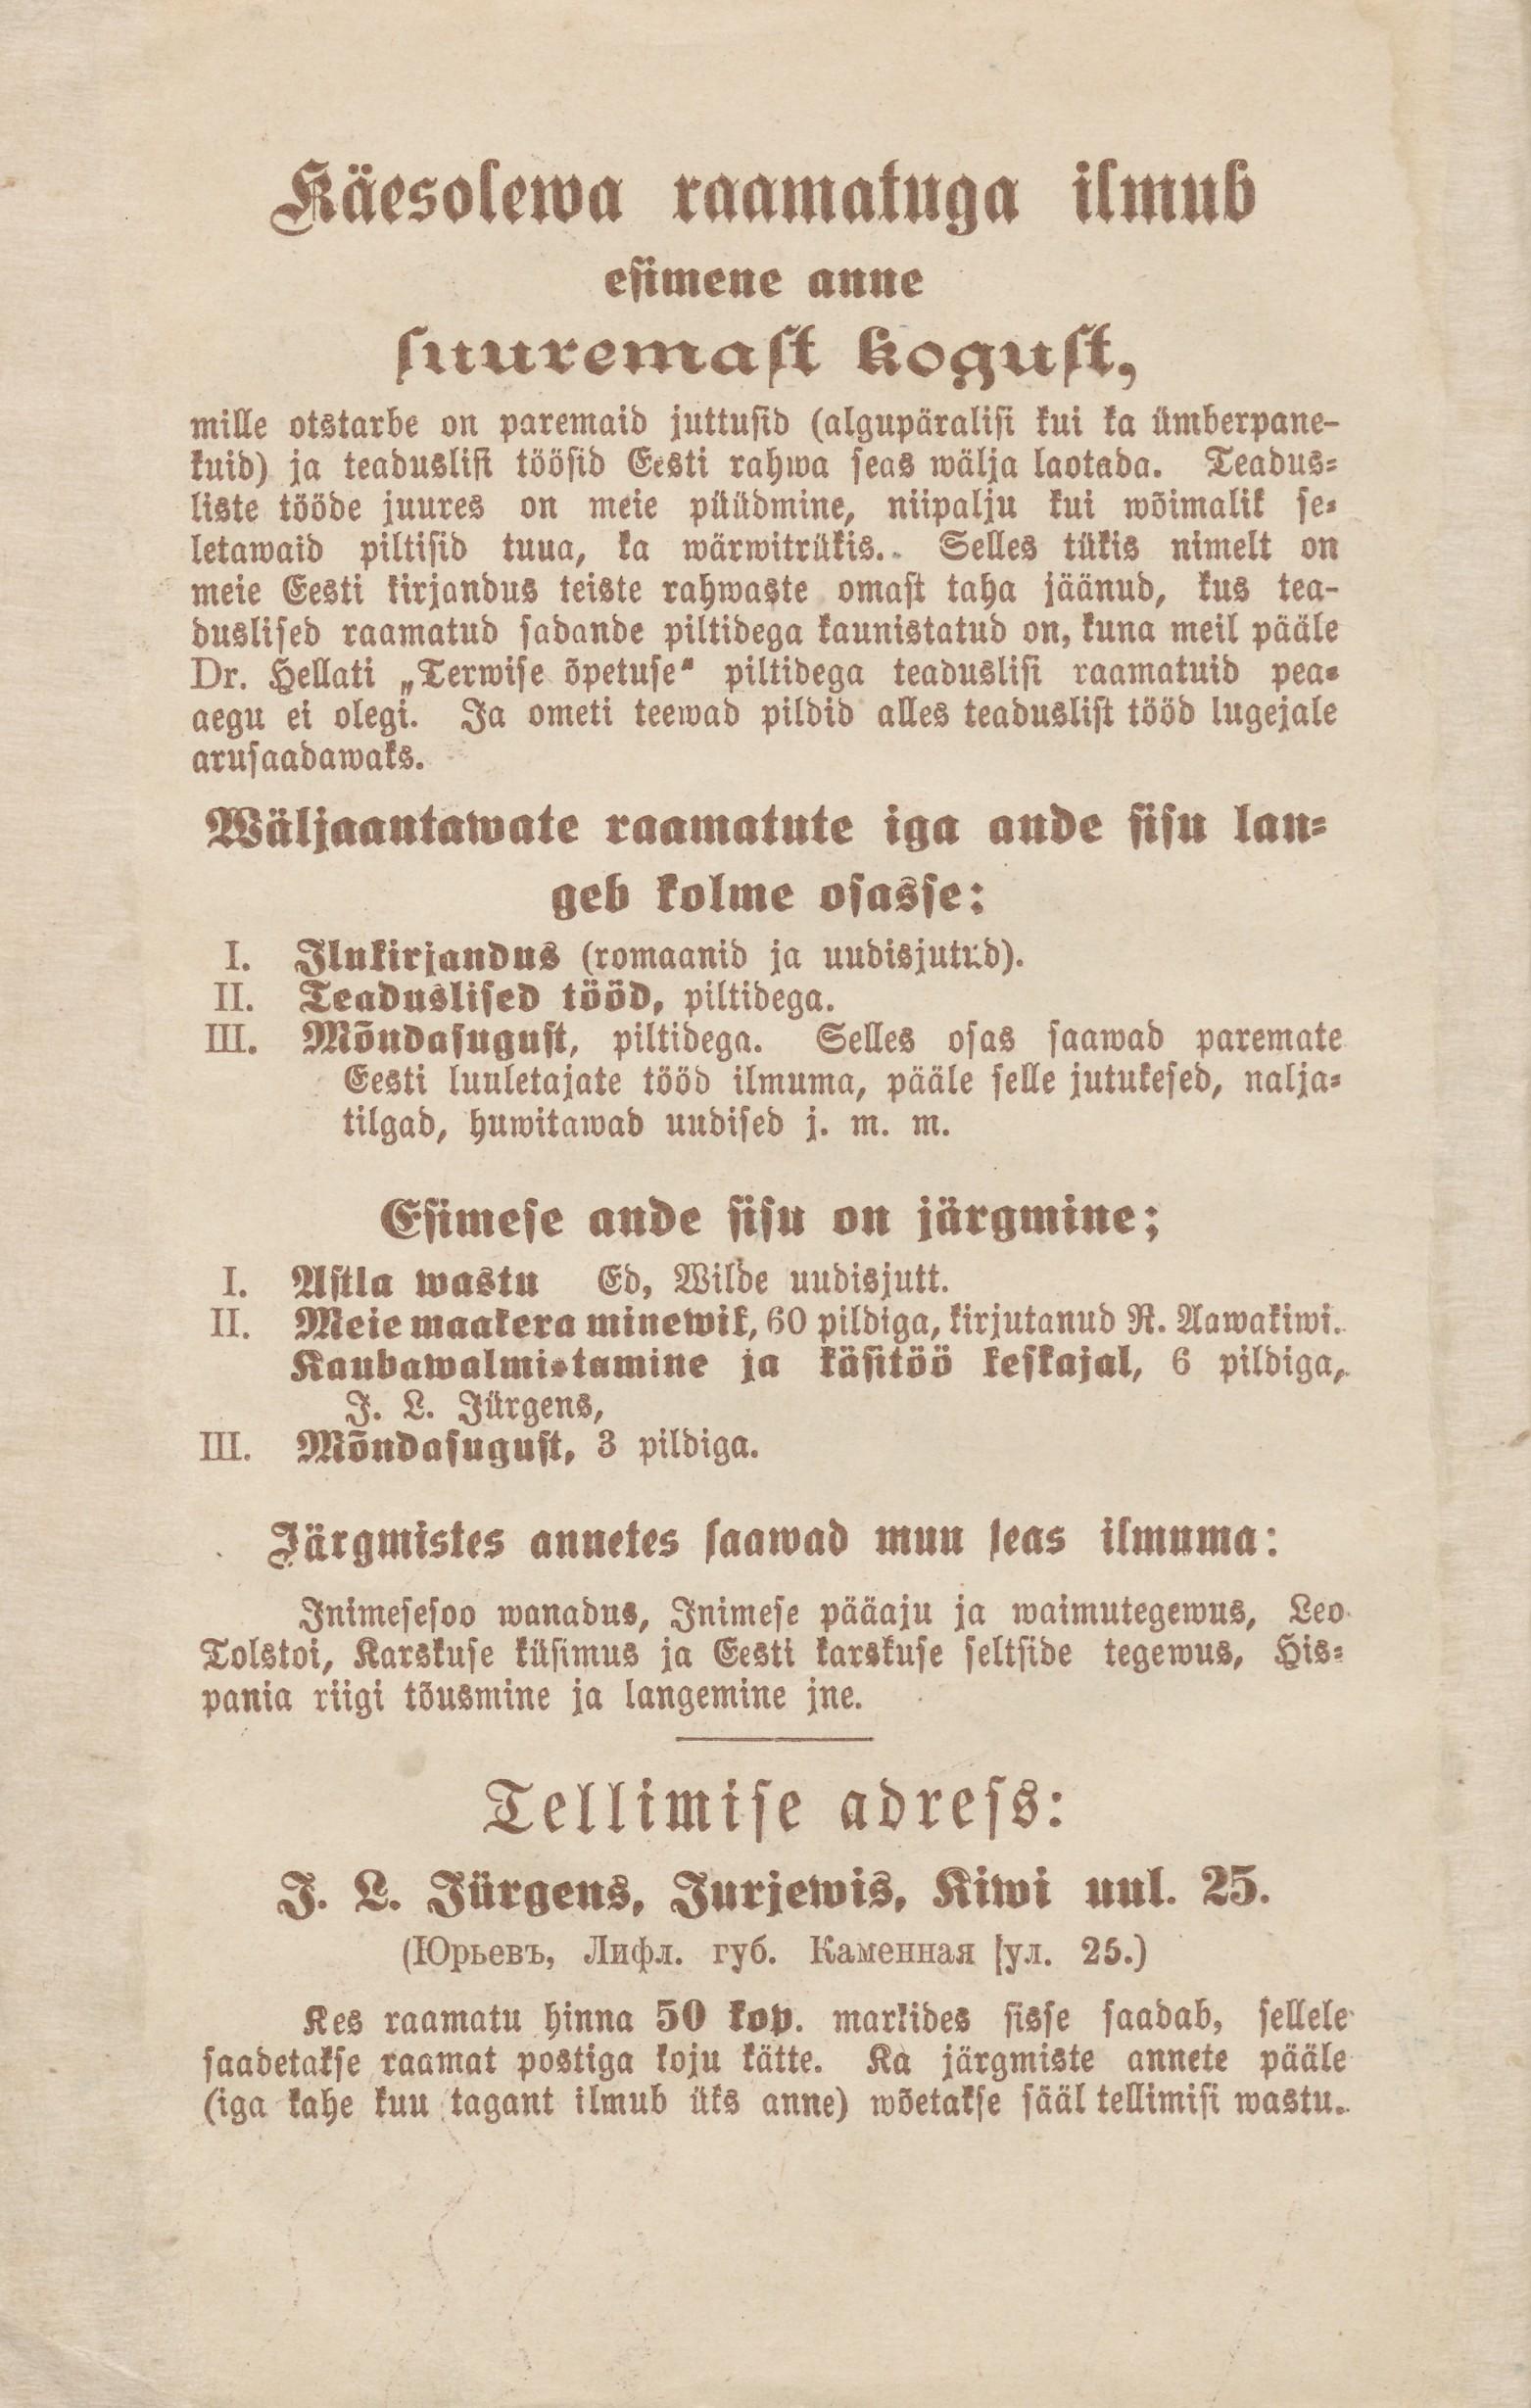 Käesolewa raamatuga ilmub
esimene anne
suuremast kogust,
mille otstarbe on paremaid juttusid (algupäralisi kui ka ümberpane-
kuid) ja teaduslisi töösid Eesti rahwa seas wälja laotada. Teadus-
liste tööde juures on meie püüdmine, niipalju kui wõimalik se-
letawaid piltisid tuua, ka wärwitrükis. Selles tükis nimelt on
meie Eesti kirjandus teiste rahwaste omast taha jäänud, kus tea-
duslised raamatud sadande piltidega kaunistatud on, kuna meil pääle
Dr. Hellati „Terwise õpetuse“ piltidega teaduslisi raamatuid pea-
aegu ei olegi. Ja ometi teewad pildid alles teaduslist tööd lugejale
arusaadawaks.
Wäljaantawate raamatute iga ande sisu lan-
geb kolme osasse:
I. Ilukirjandus (romaanid ja uudisjutud).
II. Teaduslised tööd, piltidega.
III. Mõndasugust, piltidega. Selles osas saawad paremate
Eesti luuletajate tööd ilmuma, pääle selle jutukesed, nalja-
tilgad, huwitawad uudised j. m. m.
Esimese ande sisu on järgmine;
I. Astla wastu Ed, Wilde uudisjutt.
II. Meie maakera minewik, 60 pildiga, kirjutanud R. Aawakiwi.
Kaubawalmistamine ja käsitöö keskajal, 6 pildiga,
J. L. Jürgens,
III. Mõndasugust, 3 pildiga.
Järgmistes annetes saawad muu seas ilmuma:
Inimesesoo wanadus, Inimese pääaju ja waimutegewus, Leo
Tolstoi, Karskuse küsimus ja Eesti karskuse seltside tegewus, His-
pania riigi tõusmine ja langemine jne.
Tellimise adress:
J. L. Jürgens, Jurjewis, Kiwi uul. 25.
(Юрьевъ, Лифл. губ. Каменная ул. 25.)
Kes raamatu hinna 50 kop. markides sisse saadab, sellele
saadetakse raamat postiga koju kätte. Ka järgmiste annete pääle
(iga kahe kuu tagant ilmub üks anne) wõetakse sääl tellimisi wastu.